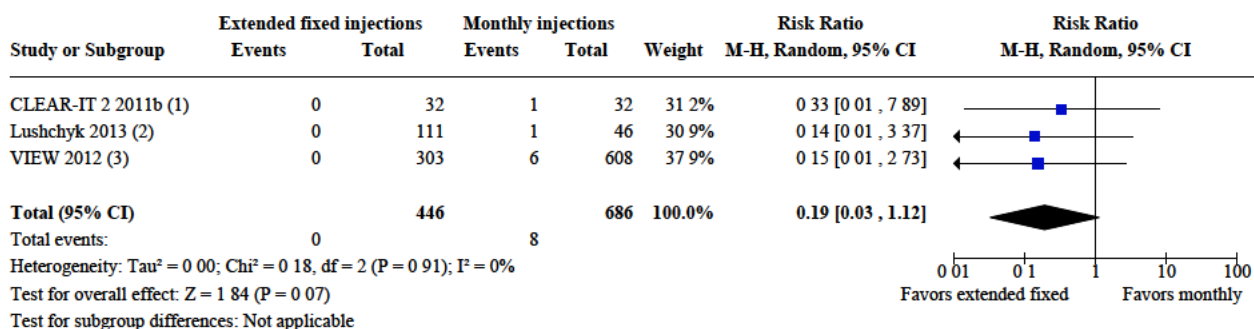 Extended fixed injections Monthly injections Risk Ratio Risk Ratio
Study or Subgroup Events Total Events Total Weight M-H, Random, 95% CI M-H, Random, 95% CI
CLEAR-IT 2 2011b (1) 0 32 1 32 31 2% 0 33 [0 01 , 7 89]
Lushchyk 2013 (2) 0 111 1 46 30 9% 0 14 [0 01 , 3 37]
VIEW 2012 (3) 0 303 6 608 37 9% 0 15 [0 01 , 2 73]
Total (95% CI) 446 686 100.0% 0.19 [0.03 , 1.12]
Total events: 0 8
Heterogeneity: Tau² = 0 00; Chi² = 0 18, df = 2 (P = 0 91); I² = 0%
0 01 0 1 1 10 100
Test for overall effect: Z = 1 84 (P = 0 07)
Favors extended fixed Favors monthly
Test for subgroup differences: Not applicable